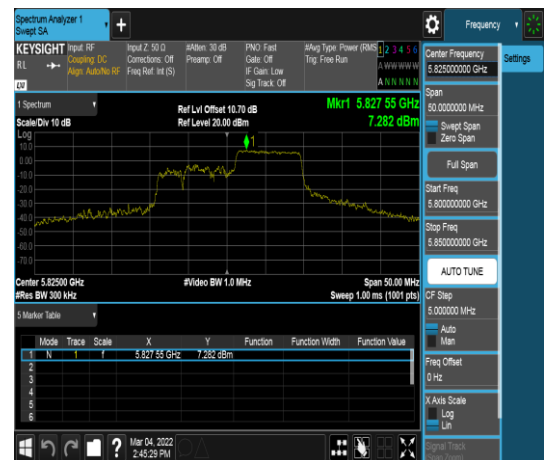 Spectrum Analyzer 1
Swept SA
+
Frequency
KEYSIGHT
RL
Input: RF
Coupling: DC
Align: Auto/No RF
Input Z: 50 Ω
Corrections: Off
Freq Ref: Int (S)
#Atten: 30 dB
Preamp: Off
PNO: Fast
Gate: Off
IF Gain: Low
Sig Track: Off
#Avg Type: Power (RMS
Trig: Free Run
1 2 3 4 5 6
A W W W W W
A N N N N N
1 Spectrum
Scale/Div 10 dB
Log
Ref Lvl Offset 10.70 dB
Ref Level 20.00 dBm
Mkr1 5.827 55 GHz
7.282 dBm
1
10.0
0.00
-10.0
-20.0
-30.0
-40.0
-50.0
-60.0
-70.0
Center 5.82500 GHz
#Res BW 300 kHz
#Video BW 1.0 MHz
Span 50.00 MHz
Sweep 1.00 ms (1001 pts)
5 Marker Table
Mode Trace Scale X Y Function Function Width Function Value
1 N 1 f 5.827 55 GHz 7.282 dBm
2
3
4
5
6
?
Mar 04, 2022
2:45:29 PM
Center Frequency
5.825000000 GHz
Settings
Span
50.0000000 MHz
Swept Span
Zero Span
Full Span
Start Freq
5.800000000 GHz
Stop Freq
5.850000000 GHz
AUTO TUNE
CF Step
5.000000 MHz
Auto
Man
Freq Offset
0 Hz
X Axis Scale
Log
Lin
Signal Track
(Span Zoom)